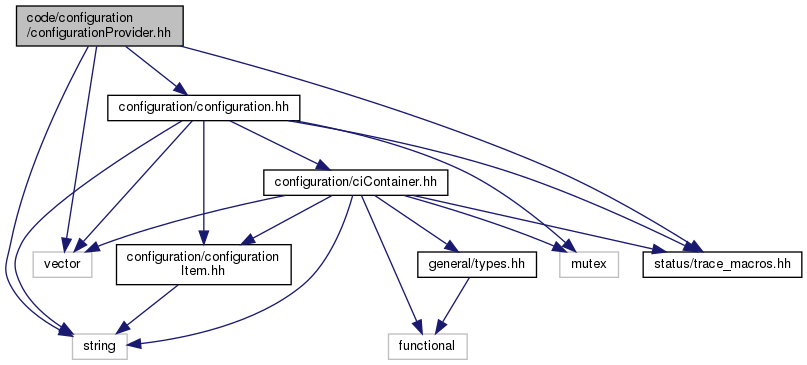 code/configuration
/configurationProvider.hh
configuration/configuration.hh
configuration/ciContainer.hh
vector
configuration/configuration
Item.hh
general/types.hh
mutex
status/trace_macros.hh
string
functional